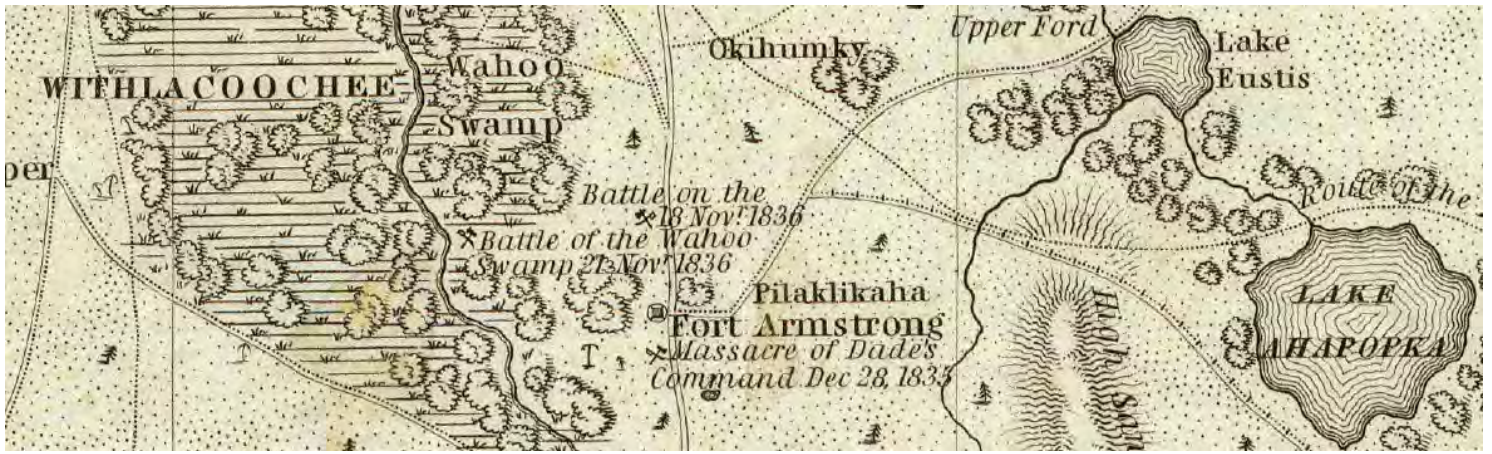 Upper Ford
Lake
Eustis
Okihumky
Wahoo
Swamp
WITHLACOOCHEE
per
Battle on the
18 Novr. 1836
Battle of the Wahoo
Swamp 21 Novr. 1836
Route of the
Pilaklikaha
Fort Armstrong
Massacre of Dade's
Command Dec 28, 1835
LAKE
AHAPOPKA
High San